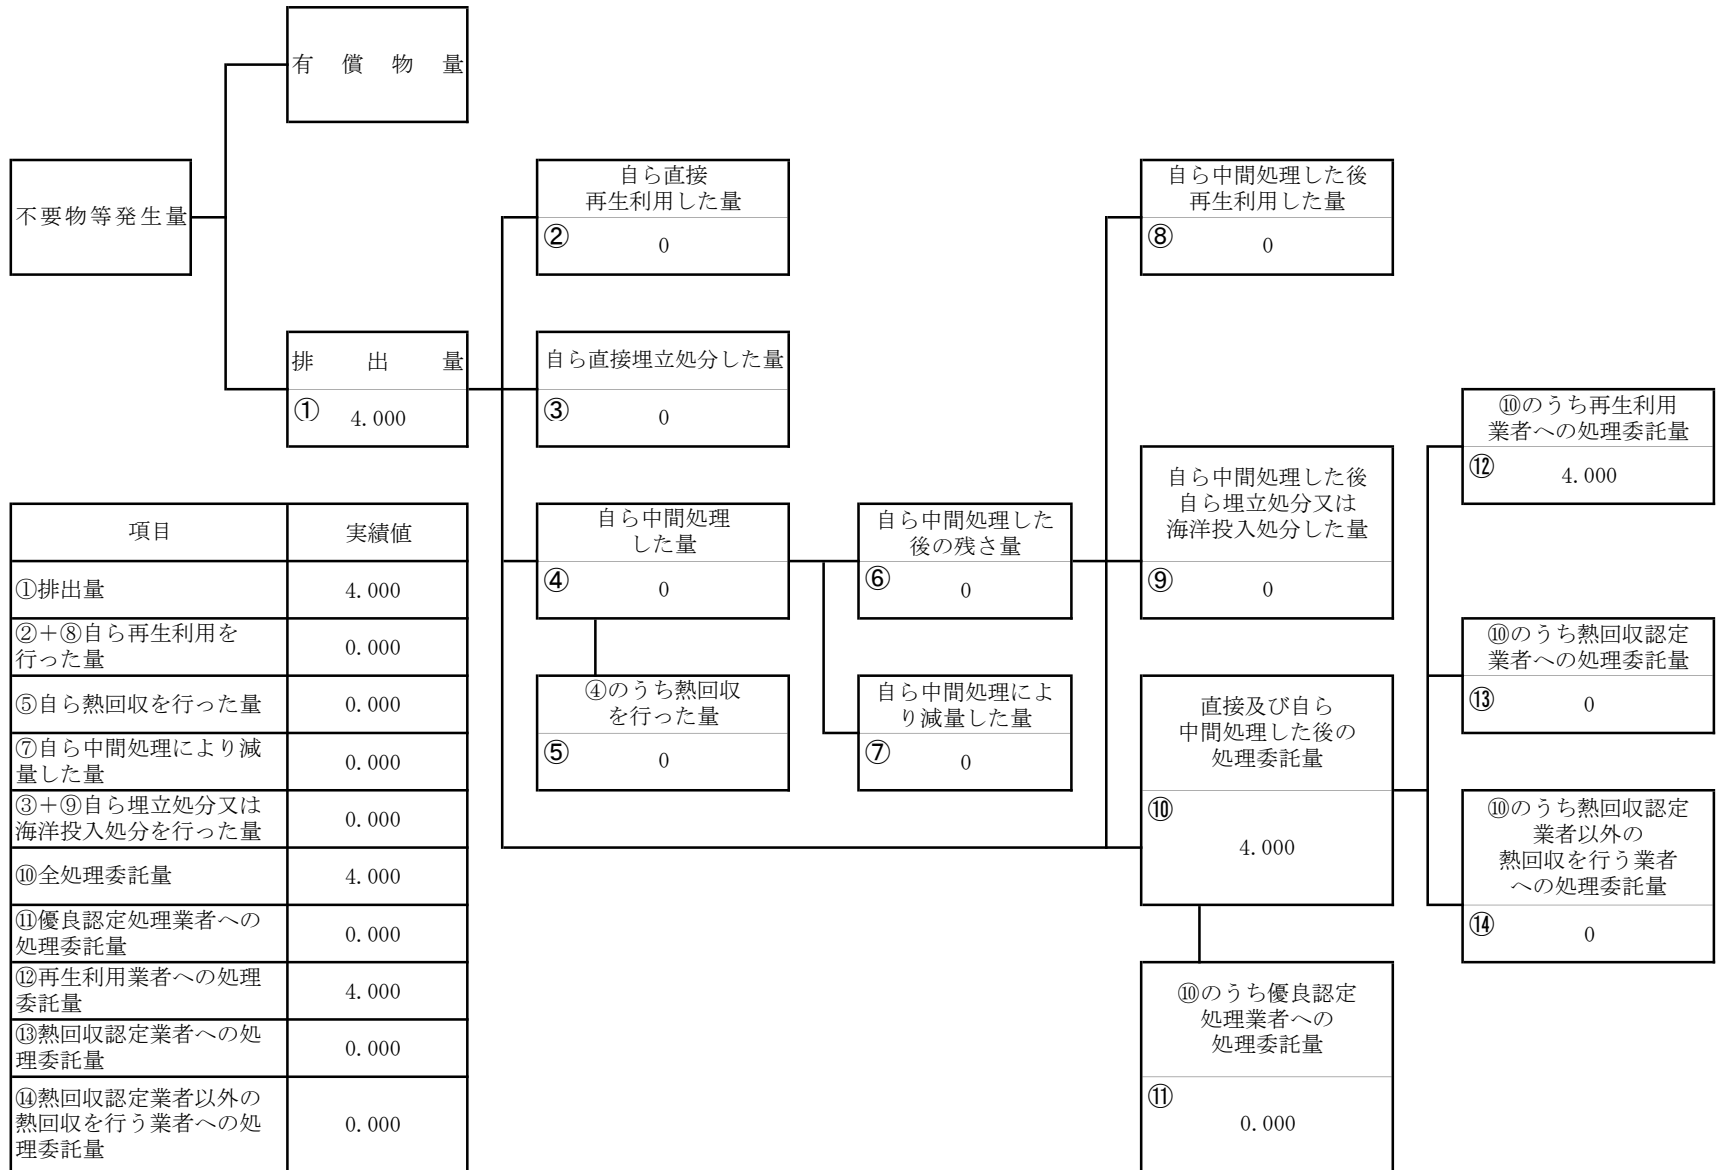 有償物量
不要物等発生量
排出量
① 4.000
自ら直接
再生利用した量
② 0
自ら直接埋立処分した量
③ 0
自ら中間処理
した量
④ 0
④のうち熱回収
を行った量
⑤ 0
自ら中間処理した
後の残さ量
⑥ 0
自ら中間処理によ
り減量した量
⑦ 0
自ら中間処理した後
再生利用した量
⑧ 0
自ら中間処理した後
自ら埋立処分又は
海洋投入処分した量
⑨ 0
直接及び自ら
中間処理した後の
処理委託量
⑩
4.000
⑩のうち優良認定
処理業者への
処理委託量
⑪
0.000
⑩のうち再生利用
業者への処理委託量
⑫ 4.000
⑩のうち熱回収認定
業者への処理委託量
⑬ 0
⑩のうち熱回収認定
業者以外の
熱回収を行う業者
への処理委託量
⑭ 0
項目 実績値
①排出量 4.000
②+⑧自ら再生利用を
行った量 0.000
⑤自ら熱回収を行った量 0.000
⑦自ら中間処理により減
量した量 0.000
③+⑨自ら埋立処分又は
海洋投入処分を行った量 0.000
⑩全処理委託量 4.000
⑪優良認定処理業者への
処理委託量 0.000
⑫再生利用業者への処理
委託量 4.000
⑬熱回収認定業者への処
理委託量 0.000
⑭熱回収認定業者以外の
熱回収を行う業者への処
理委託量 0.000